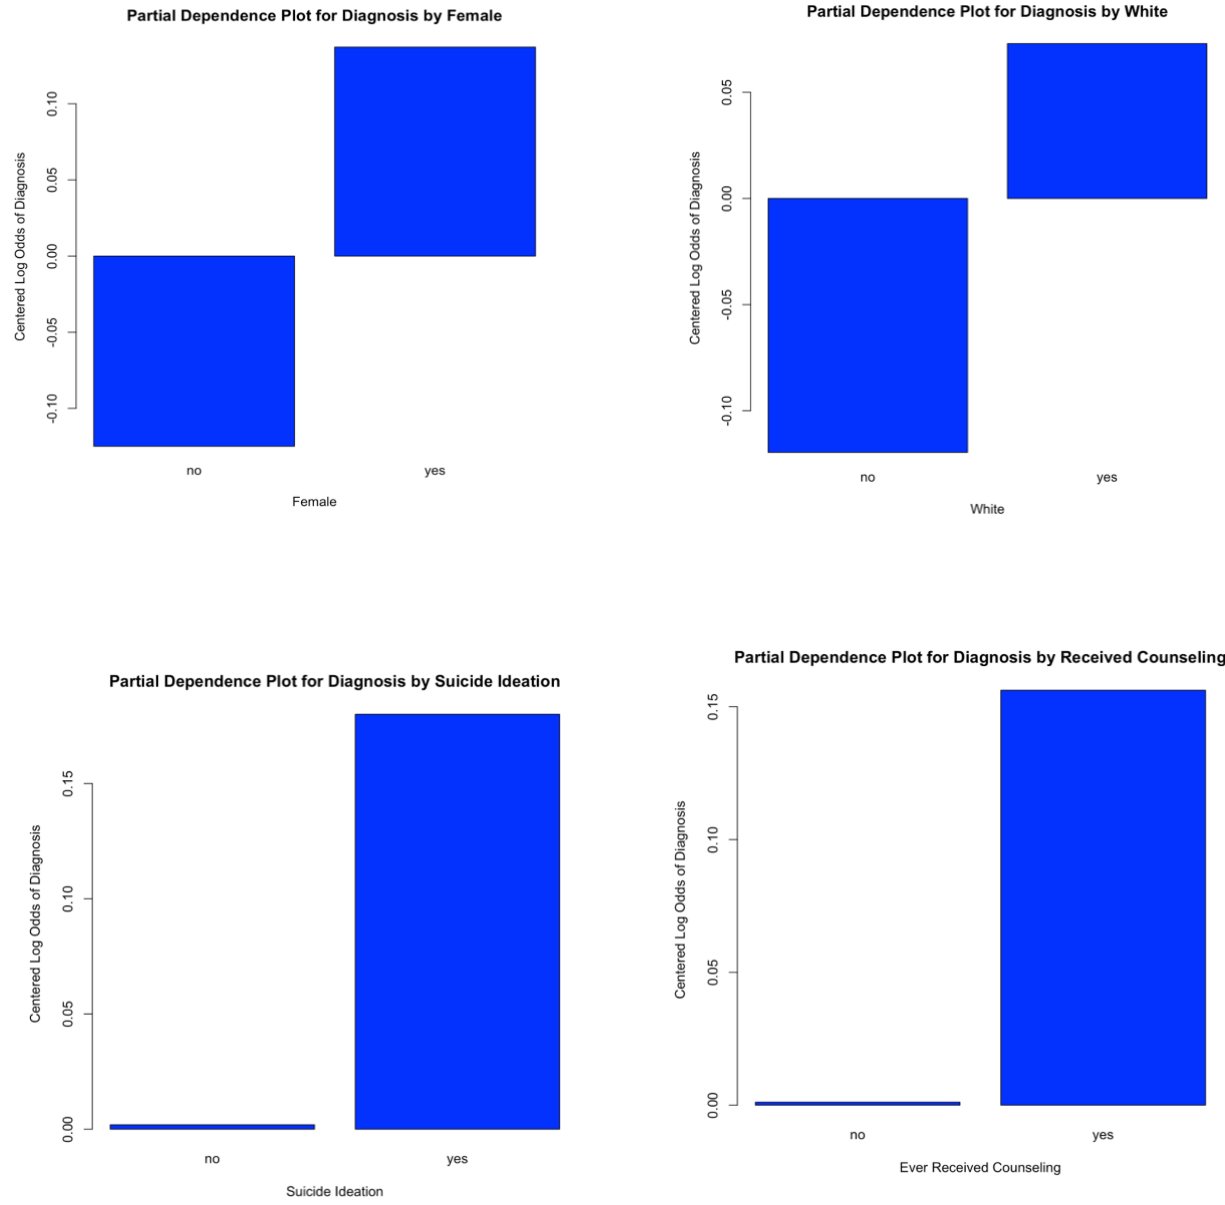 Partial Dependence Plot for Diagnosis by Female
Centered Log Odds of Diagnosis
0.10
0.05
0.00
-0.05
-0.10
no yes
Female
Partial Dependence Plot for Diagnosis by White
Centered Log Odds of Diagnosis
0.05
0.00
-0.05
-0.10
no yes
White
Partial Dependence Plot for Diagnosis by Suicide Ideation
Centered Log Odds of Diagnosis
0.15
0.10
0.05
0.00
no yes
Suicide Ideation
Partial Dependence Plot for Diagnosis by Received Counseling
Centered Log Odds of Diagnosis
0.15
0.10
0.05
0.00
no yes
Ever Received Counseling